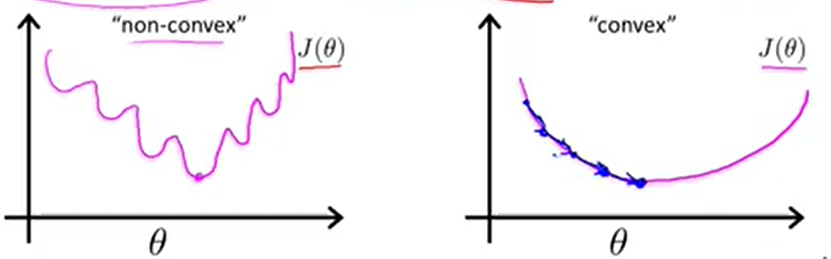 "non-convex"
J(θ)
θ
"convex"
J(θ)
θ